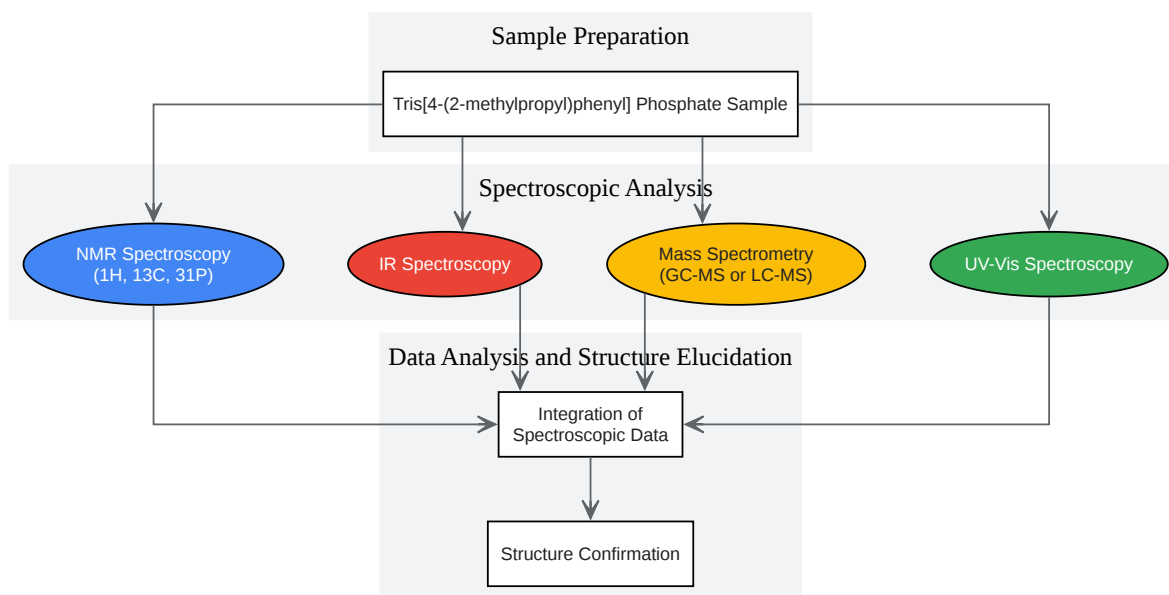 Sample Preparation
Tris[4-(2-methylpropyl)phenyl] Phosphate Sample
Spectroscopic Analysis
NMR Spectroscopy
(1H, 13C, 31P)
IR Spectroscopy
Mass Spectrometry
(GC-MS or LC-MS)
UV-Vis Spectroscopy
Data Analysis and Structure Elucidation
Integration of
Spectroscopic Data
Structure Confirmation